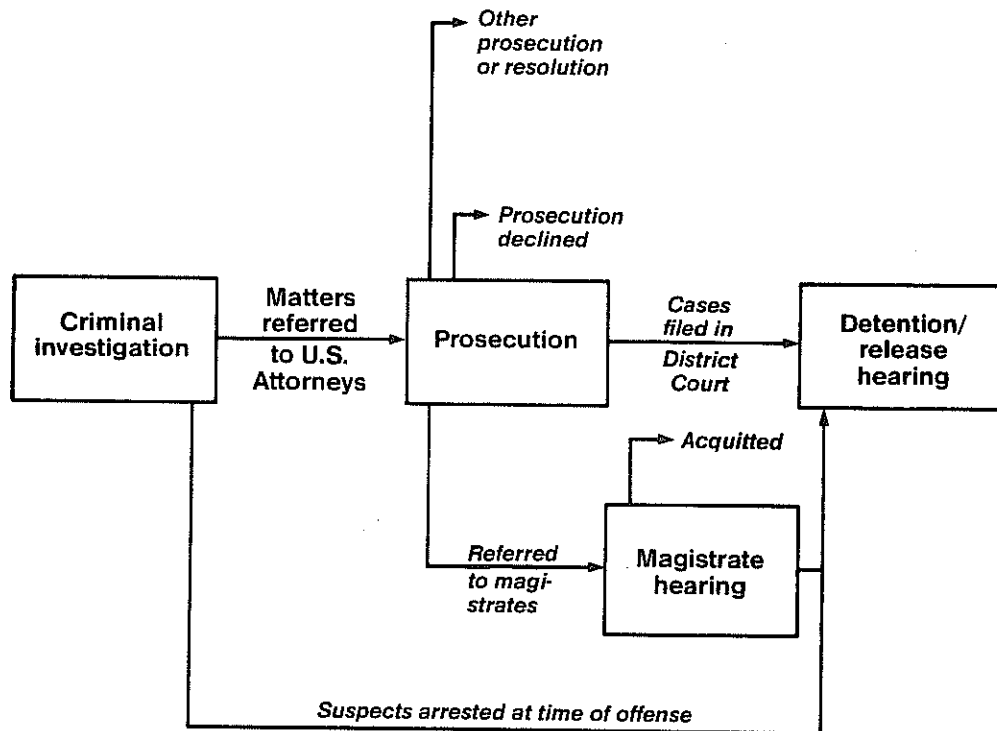 Other
prosecution
or resolution
Prosecution
declined
Criminal
investigation
Matters
referred
to U.S.
Attorneys
Prosecution
Cases
filed in
District
Court
Detention/
release
hearing
Acquitted
Referred
to magi-
strates
Magistrate
hearing
Suspects arrested at time of offense